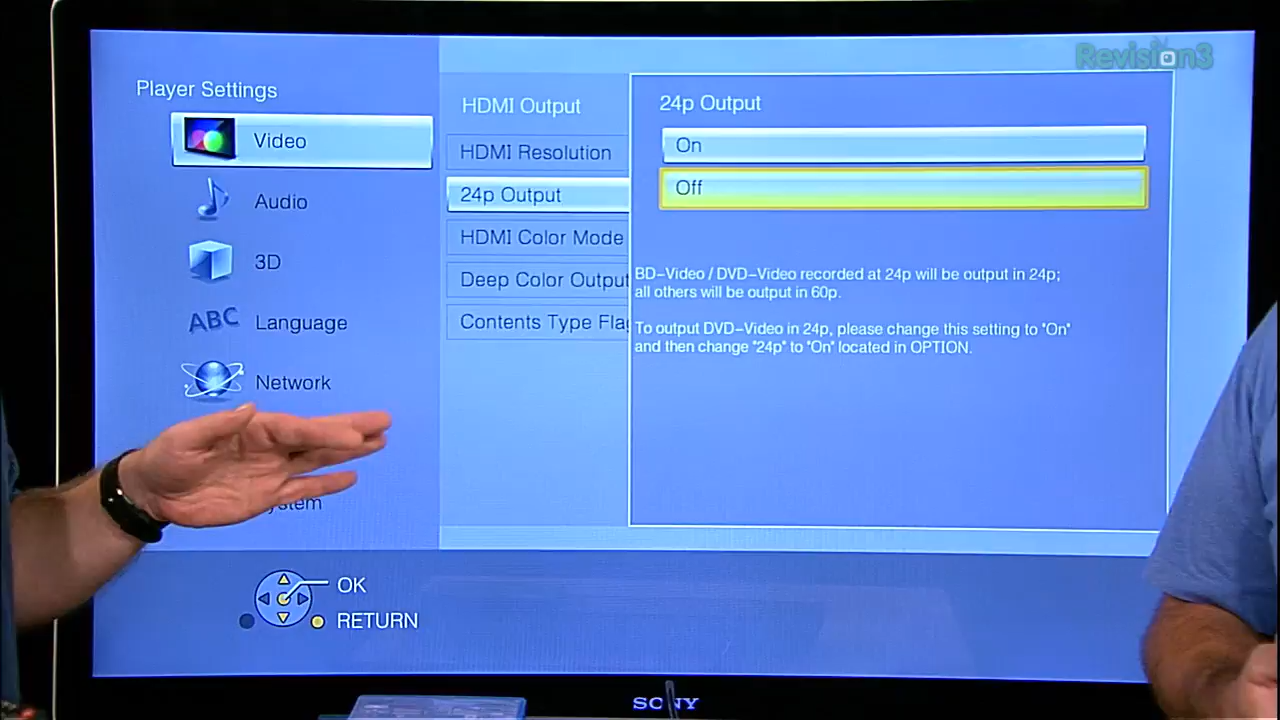 Revision3
Player Settings
Video
Audio
3D
ABC Language
Network
HDMI Output
HDMI Resolution
24p Output
HDMI Color Mode
Deep Color Output
Contents Type
24p Output
On
Off
BD-Video / DVD-Video recorded at 24p will be output in 24p;
all others will be output in 60p.
To output DVD-Video in 24p, please change this setting to "On"
and then change "24p" to "On" located in OPTION.
OK
RETURN
SONY